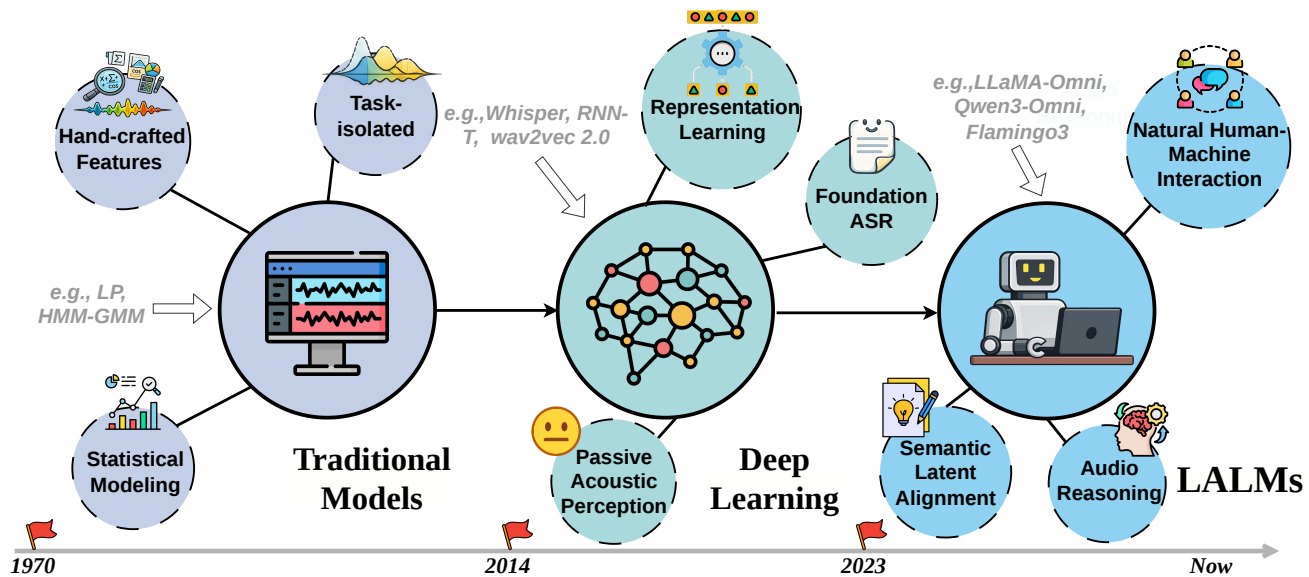 Hand-crafted
Features
Task-
isolated
e.g., LP,
HMM-GMM
Statistical
Modeling
Traditional
Models
e.g.,Whisper, RNN-
T, wav2vec 2.0
Representation
Learning
Foundation
ASR
Passive
Acoustic
Perception
Deep
Learning
e.g.,LLaMA-Omni,
Qwen3-Omni,
Flamingo3
Natural Human-
Machine
Interaction
Semantic
Latent
Alignment
Audio
Reasoning
LALMs
1970
2014
2023
Now